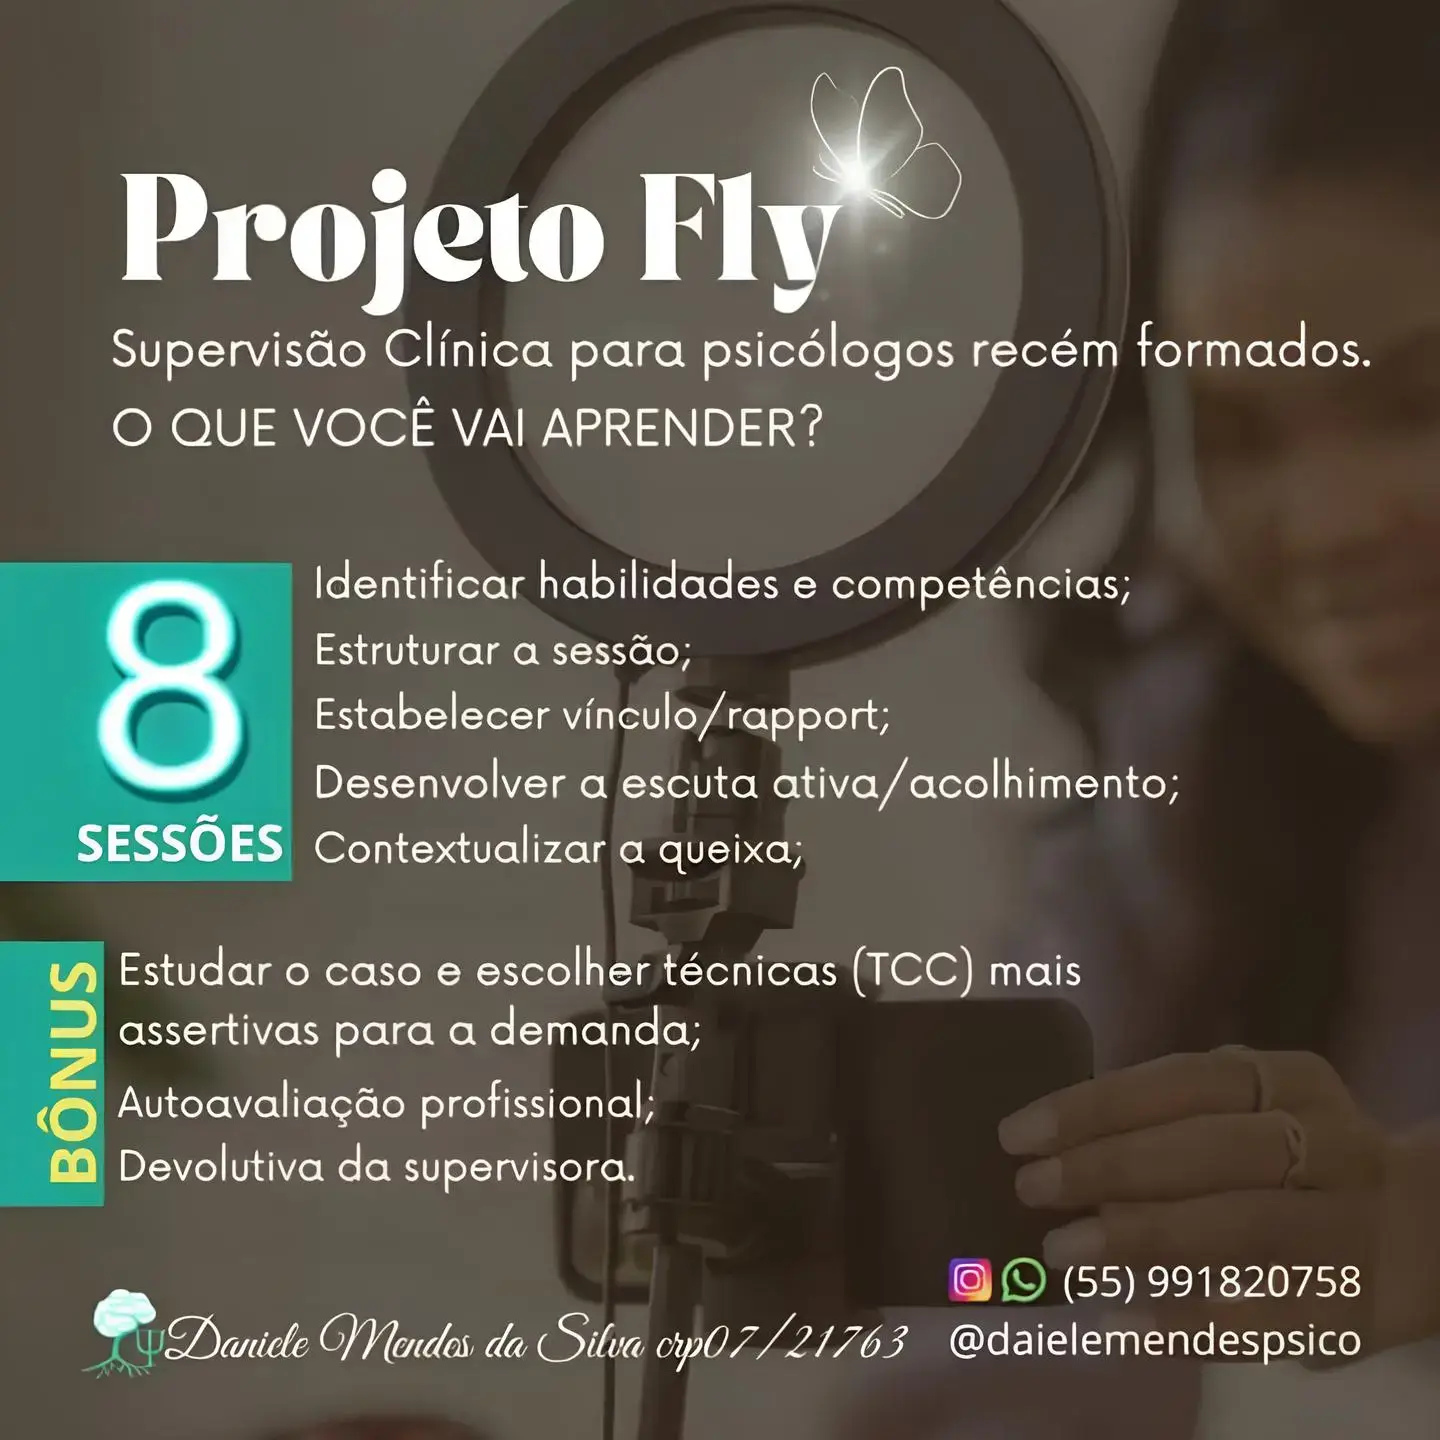 Projeto Fly
Supervisão Clínica para psicólogos recém formados.
O QUE VOCÊ VAI APRENDER?
8
SESSÕES
Identificar habilidades e competências;
Estruturar a sessão;
Estabelecer vínculo/rapport;
Desenvolver a escuta ativa/acolhimento;
Contextualizar a queixa;
BÔNUS
Estudar o caso e escolher técnicas (TCC) mais
assertivas para a demanda;
Autoavaliação profissional;
Devolutiva da supervisora.
(55) 991820758
Ψ Daniele Mendes da Silva crp07/21763
@daielemendespsico